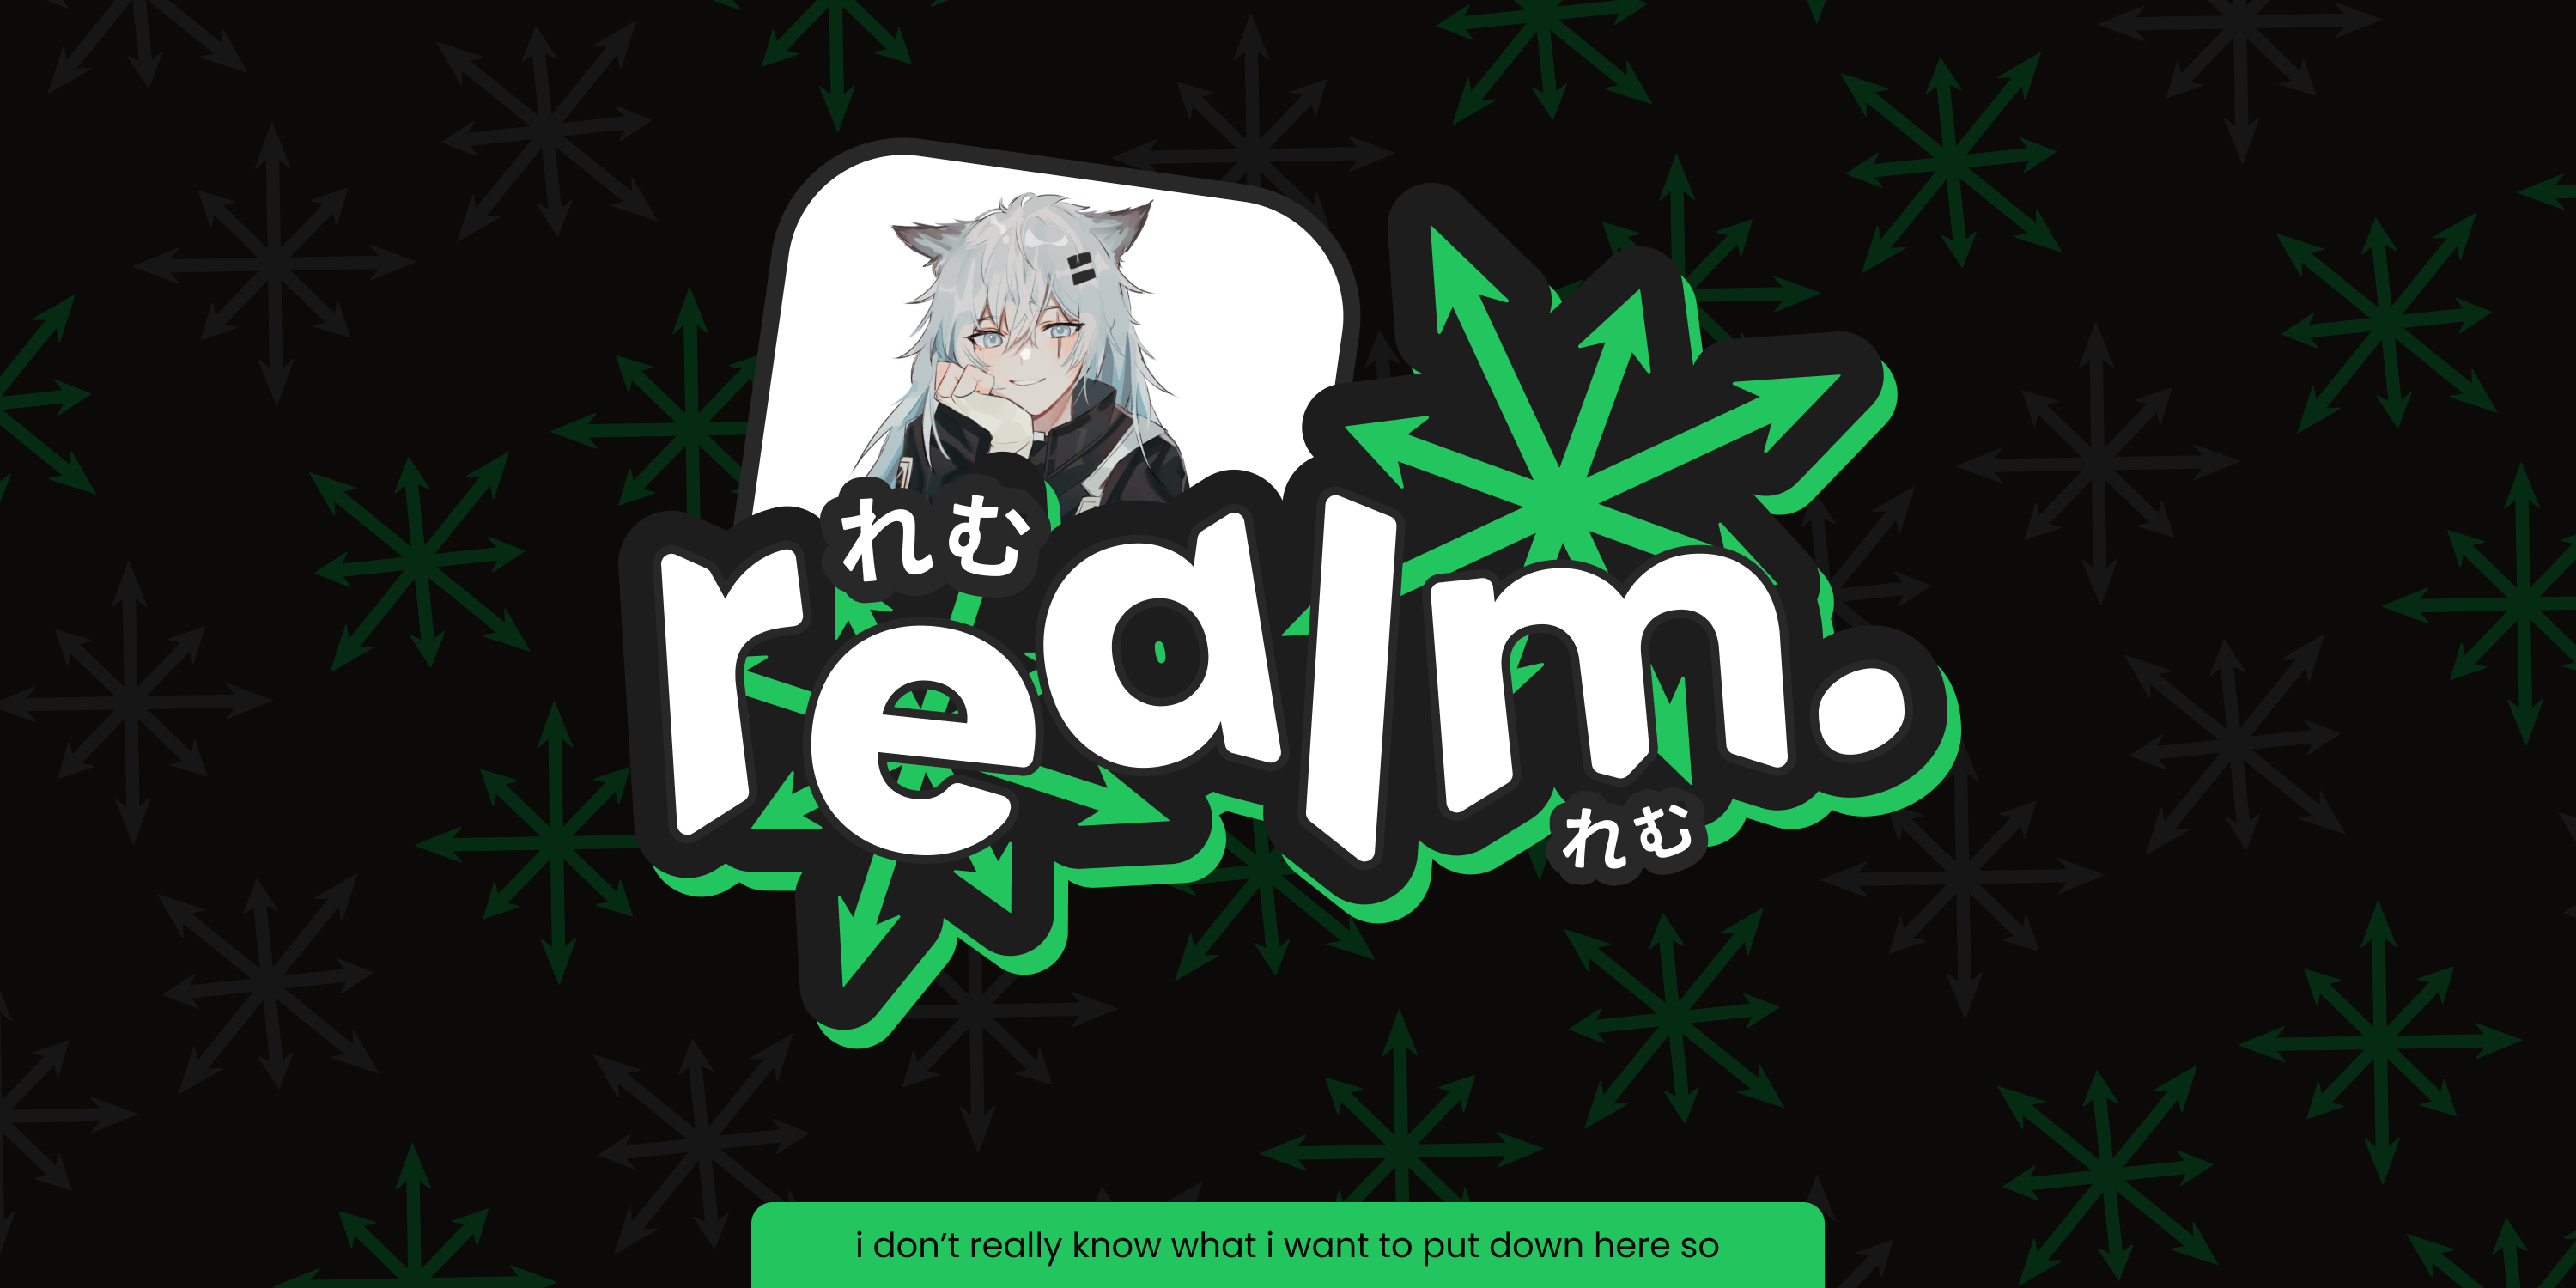 れむ
realm.
れむ
i don’t really know what i want to put down here so